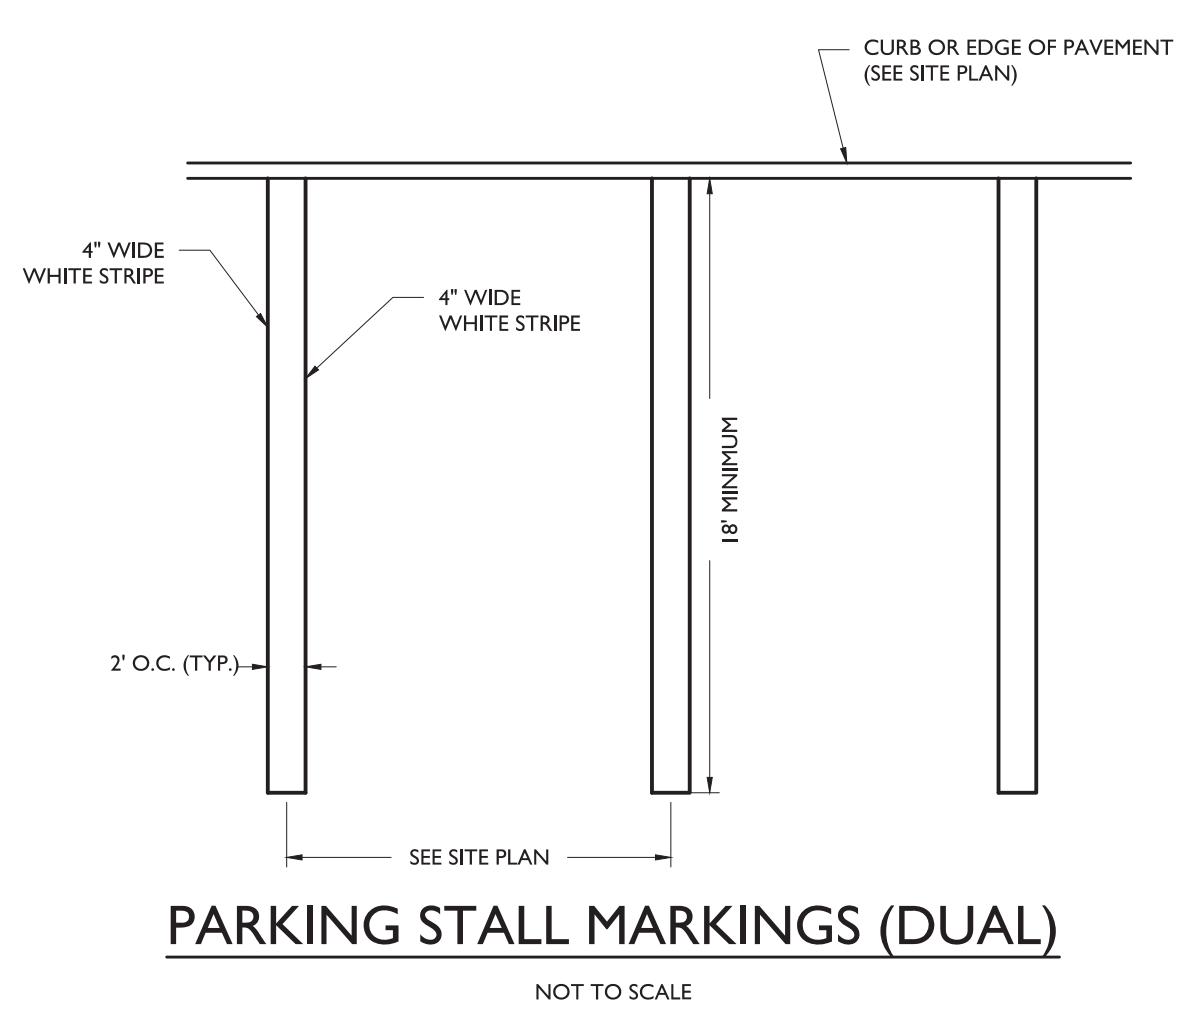 CURB OR EDGE OF PAVEMENT
(SEE SITE PLAN)
4" WIDE
WHITE STRIPE
4" WIDE
WHITE STRIPE
18' MINIMUM
2' O.C. (TYP.)
SEE SITE PLAN
PARKING STALL MARKINGS (DUAL)
NOT TO SCALE